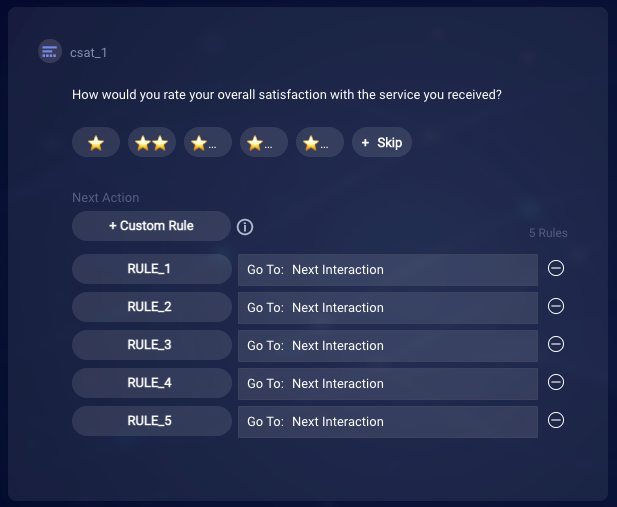 csat_1
How would you rate your overall satisfaction with the service you received?
⭐ ⭐⭐ ⭐... ⭐... ⭐... + Skip
Next Action
+ Custom Rule
5 Rules
RULE_1 Go To: Next Interaction
RULE_2 Go To: Next Interaction
RULE_3 Go To: Next Interaction
RULE_4 Go To: Next Interaction
RULE_5 Go To: Next Interaction